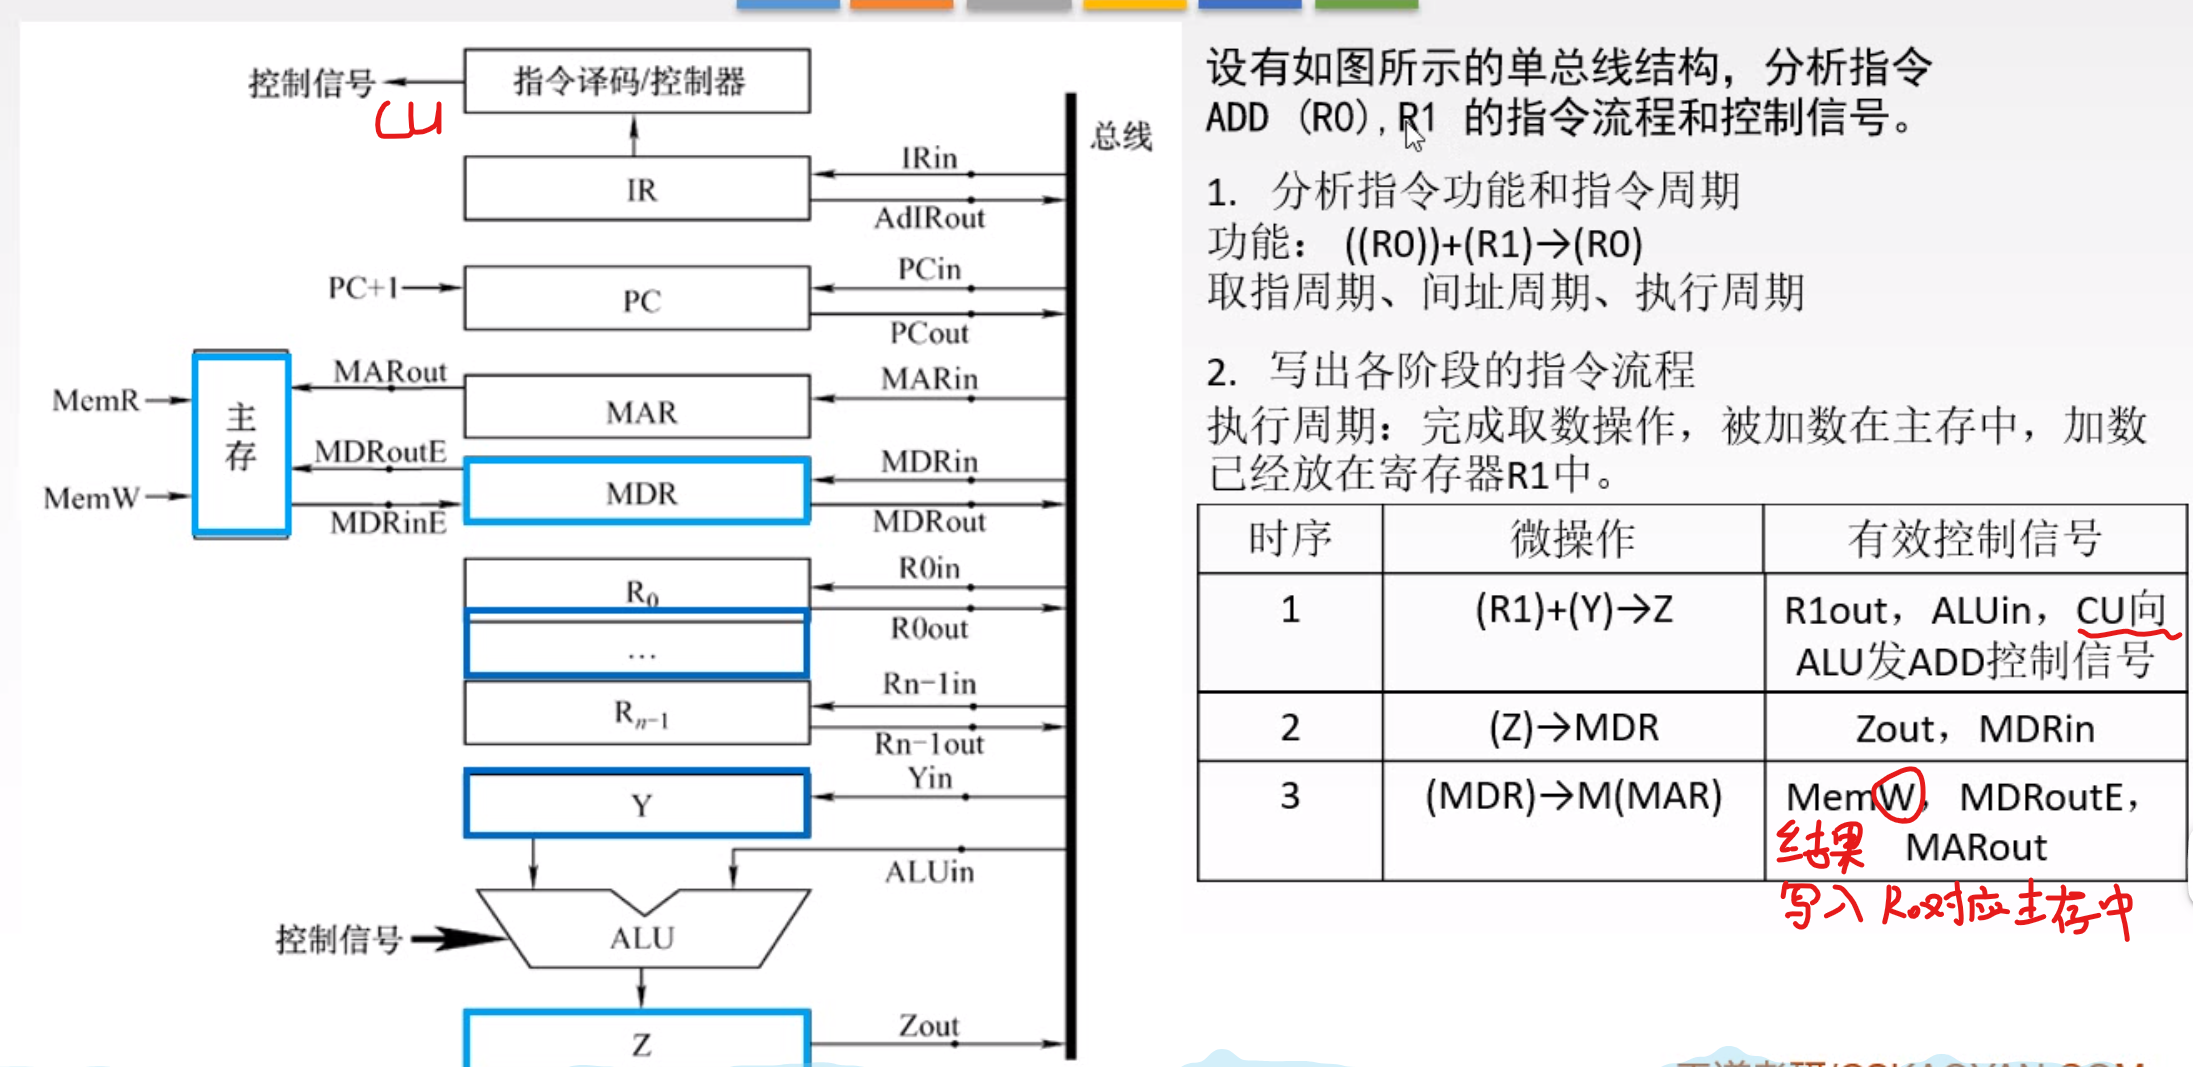 控制信号
CU
指令译码/控制器
总线
IRin
IR
AdIRout
PCin
PC+1
PC
PCout
MARout
MARin
MemR
主存
MAR
MDRoutE
MDRin
MemW
MDR
MDRinE
MDRout
R0in
R0
R0out
...
Rn-1in
Rn-1
Rn-1out
Yin
Y
ALUin
控制信号
ALU
Zout
Z
设有如图所示的单总线结构，分析指令
ADD (R0),R1 的指令流程和控制信号。
1. 分析指令功能和指令周期
功能： ((R0))+(R1)→(R0)
取指周期、间址周期、执行周期
2. 写出各阶段的指令流程
执行周期：完成取数操作，被加数在主存中，加数
已经放在寄存器R1中。
时序 微操作 有效控制信号
1 (R1)+(Y)→Z R1out，ALUin，CU向
ALU发ADD控制信号
2 (Z)→MDR Zout，MDRin
3 (MDR)→M(MAR) MemW，MDRoutE，
MARout
结果
写入R0对应主存中